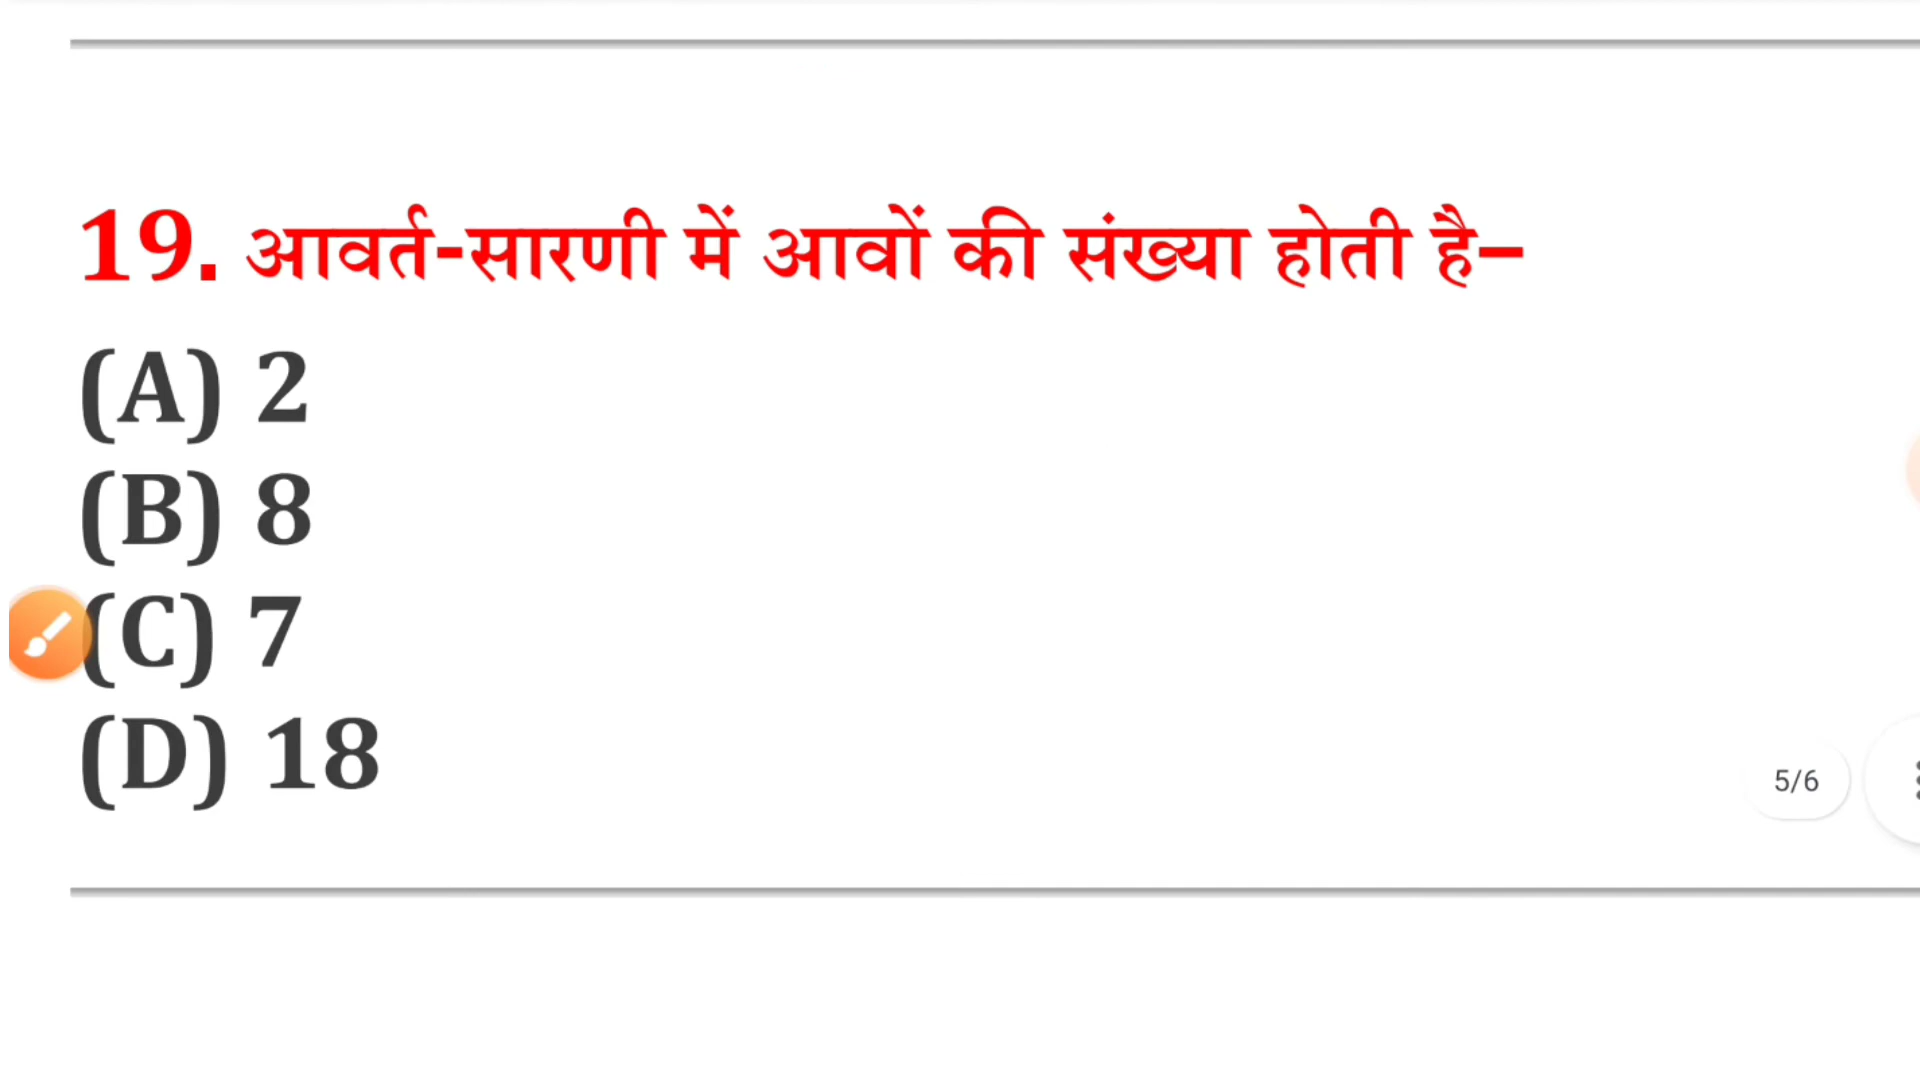 19. आवर्त-सारणी में आवों की संख्या होती है–
(A) 2
(B) 8
(C) 7
(D) 18
5/6